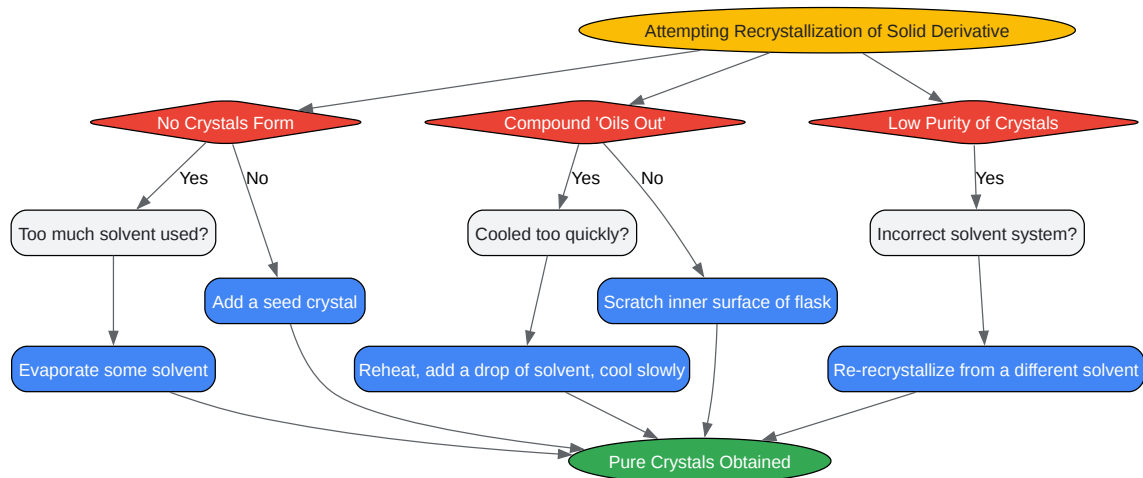 Attempting Recrystallization of Solid Derivative
No Crystals Form
Compound 'Oils Out'
Low Purity of Crystals
Yes
No
Yes
No
Yes
Too much solvent used?
Cooled too quickly?
Incorrect solvent system?
Add a seed crystal
Scratch inner surface of flask
Evaporate some solvent
Reheat, add a drop of solvent, cool slowly
Re-recrystallize from a different solvent
Pure Crystals Obtained